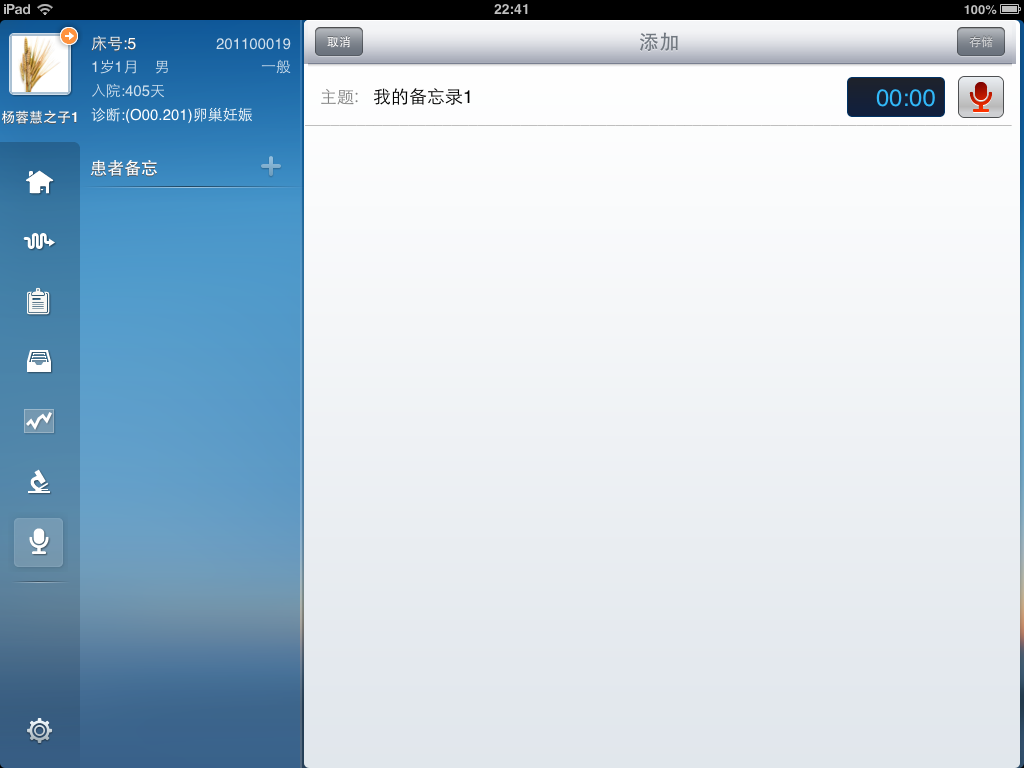 iPad
22:41
100%
床号:5
201100019
1岁1月 男
一般
入院:405天
诊断:(O00.201)卵巢妊娠
杨蓉慧之子1
患者备忘
取消
添加
存储
主题: 我的备忘录1
00:00